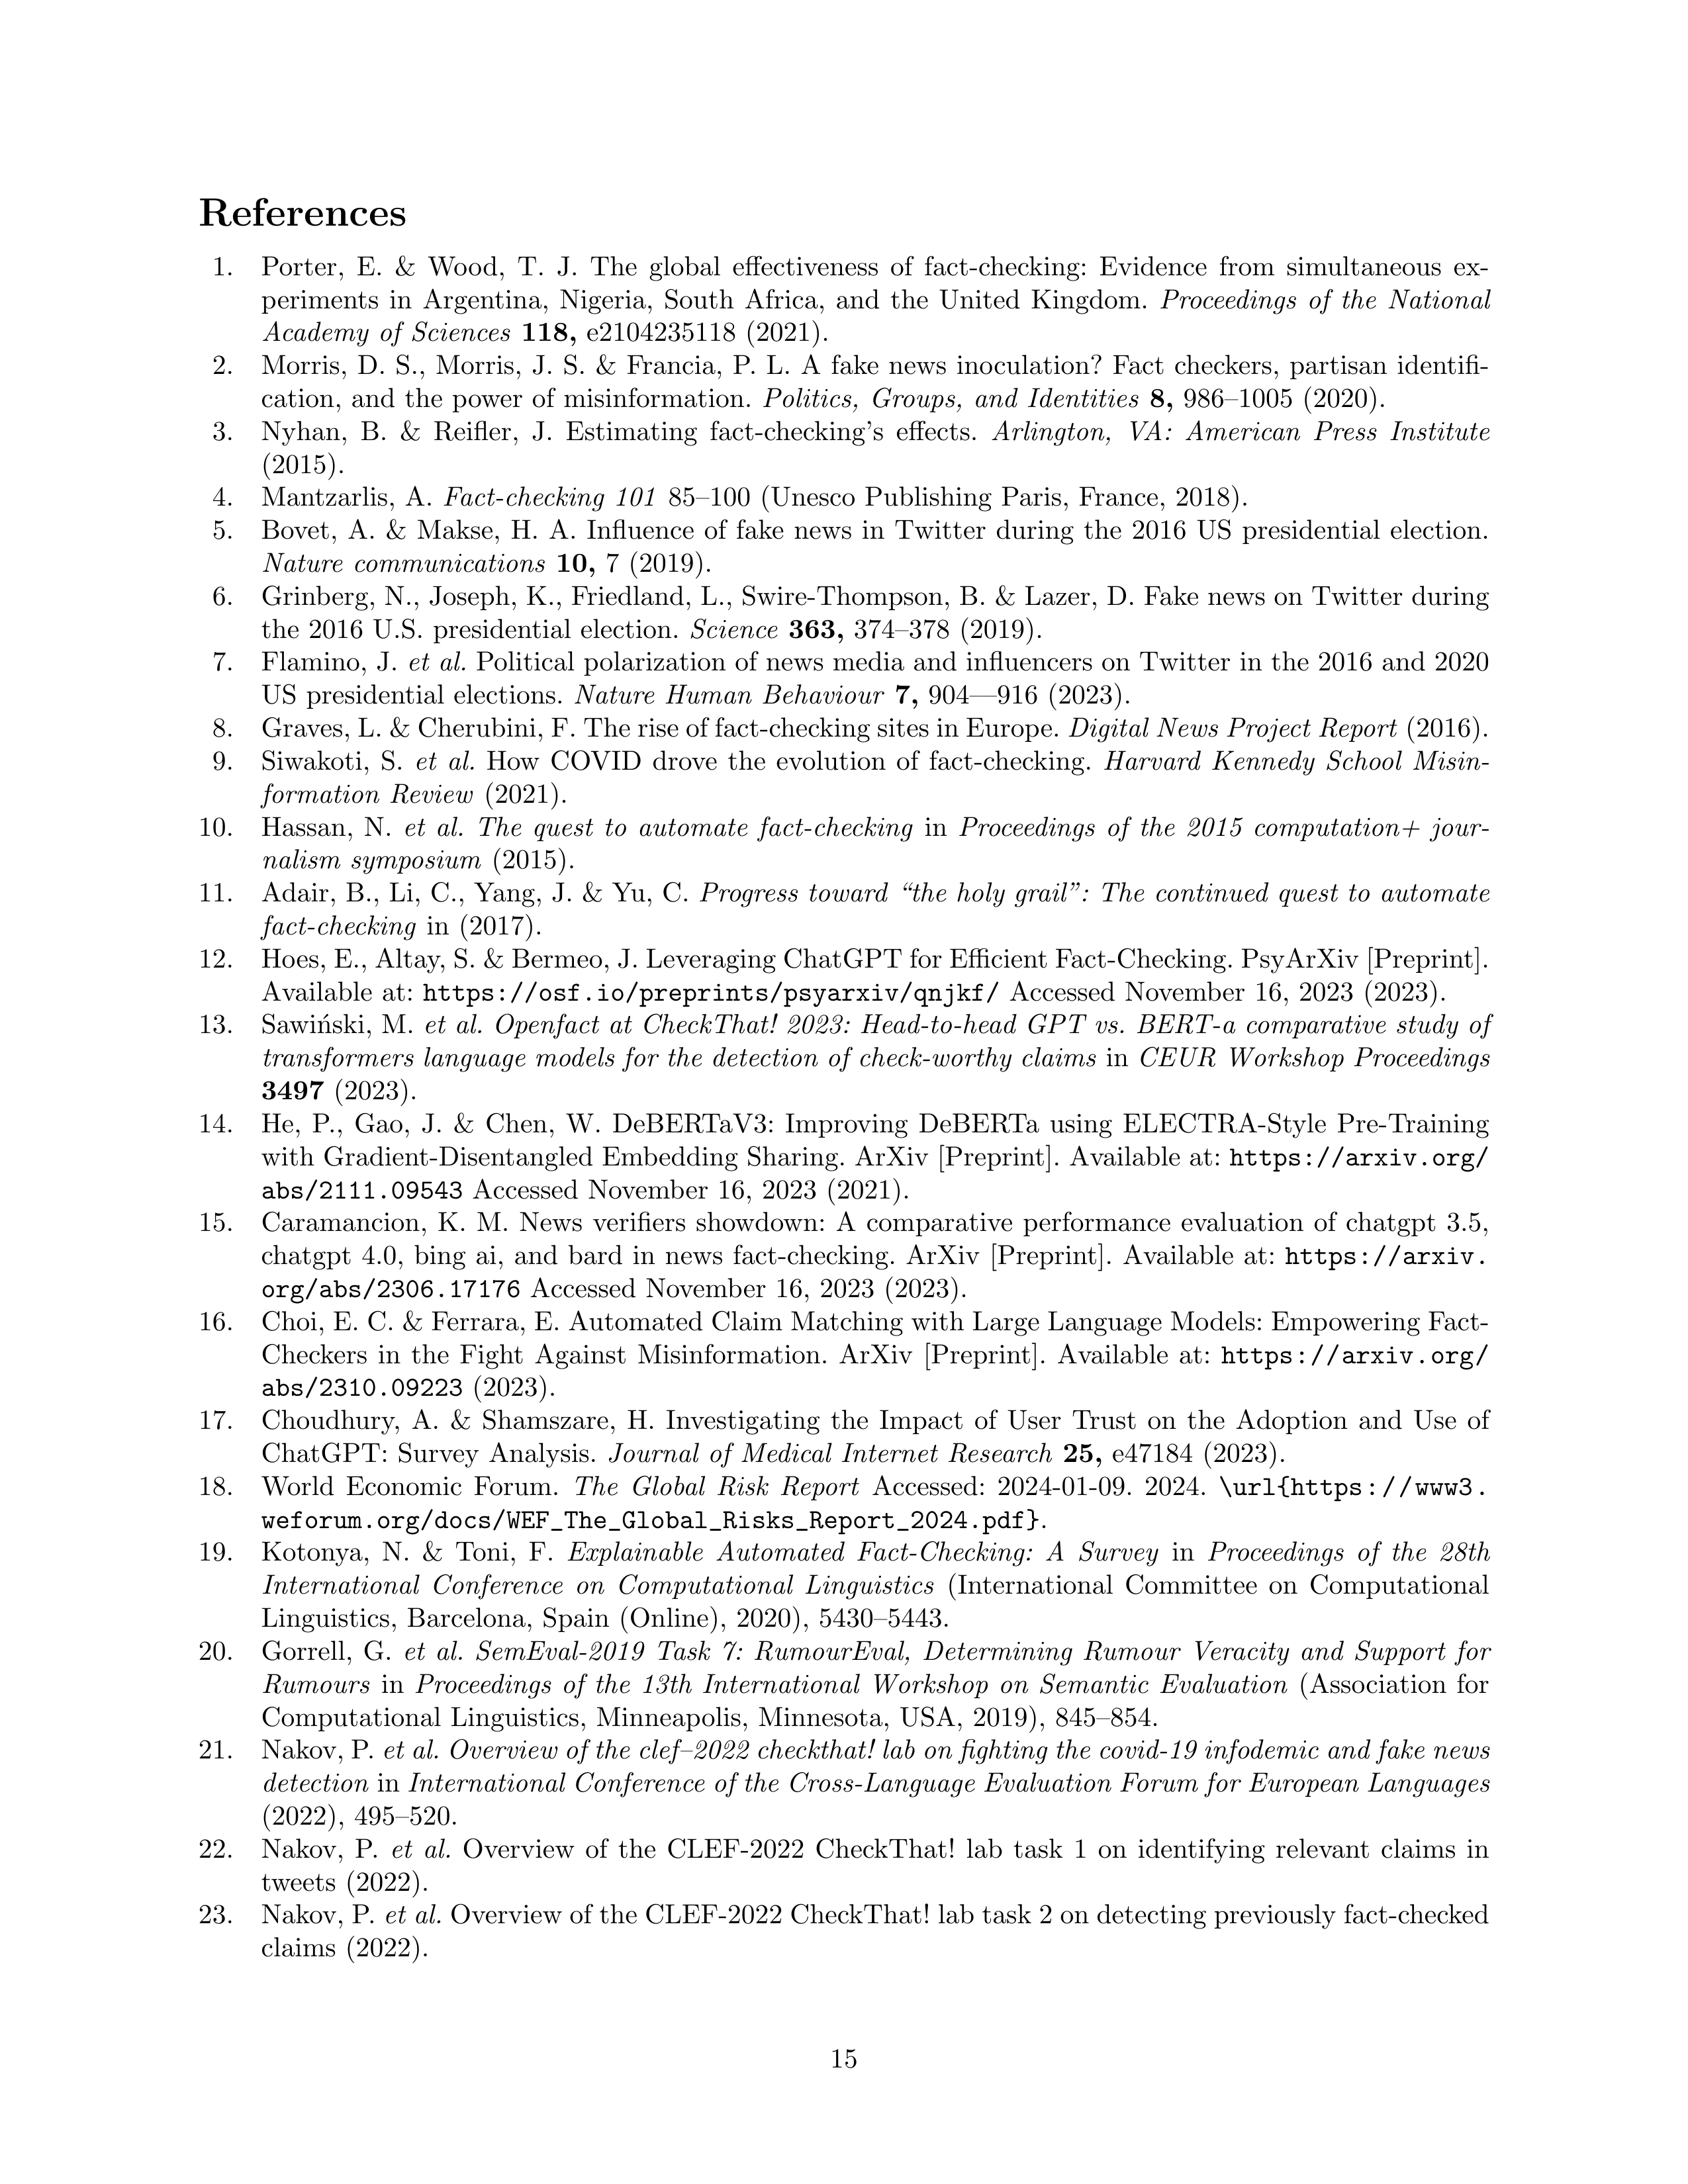 References
1. Porter, E. & Wood, T. J. The global effectiveness of fact-checking: Evidence from simultaneous ex-
periments in Argentina, Nigeria, South Africa, and the United Kingdom. Proceedings of the National
Academy of Sciences 118, e2104235118 (2021).
2. Morris, D. S., Morris, J. S. & Francia, P. L. A fake news inoculation? Fact checkers, partisan identifi-
cation, and the power of misinformation. Politics, Groups, and Identities 8, 986–1005 (2020).
3. Nyhan, B. & Reifler, J. Estimating fact-checking’s effects. Arlington, VA: American Press Institute
(2015).
4. Mantzarlis, A. Fact-checking 101 85–100 (Unesco Publishing Paris, France, 2018).
5. Bovet, A. & Makse, H. A. Influence of fake news in Twitter during the 2016 US presidential election.
Nature communications 10, 7 (2019).
6. Grinberg, N., Joseph, K., Friedland, L., Swire-Thompson, B. & Lazer, D. Fake news on Twitter during
the 2016 U.S. presidential election. Science 363, 374–378 (2019).
7. Flamino, J. et al. Political polarization of news media and influencers on Twitter in the 2016 and 2020
US presidential elections. Nature Human Behaviour 7, 904—916 (2023).
8. Graves, L. & Cherubini, F. The rise of fact-checking sites in Europe. Digital News Project Report (2016).
9. Siwakoti, S. et al. How COVID drove the evolution of fact-checking. Harvard Kennedy School Misin-
formation Review (2021).
10. Hassan, N. et al. The quest to automate fact-checking in Proceedings of the 2015 computation+ jour-
nalism symposium (2015).
11. Adair, B., Li, C., Yang, J. & Yu, C. Progress toward “the holy grail”: The continued quest to automate
fact-checking in (2017).
12. Hoes, E., Altay, S. & Bermeo, J. Leveraging ChatGPT for Efficient Fact-Checking. PsyArXiv [Preprint].
Available at: https://osf.io/preprints/psyarxiv/qnjkf/ Accessed November 16, 2023 (2023).
13. Sawiński, M. et al. Openfact at CheckThat! 2023: Head-to-head GPT vs. BERT-a comparative study of
transformers language models for the detection of check-worthy claims in CEUR Workshop Proceedings
3497 (2023).
14. He, P., Gao, J. & Chen, W. DeBERTaV3: Improving DeBERTa using ELECTRA-Style Pre-Training
with Gradient-Disentangled Embedding Sharing. ArXiv [Preprint]. Available at: https://arxiv.org/
abs/2111.09543 Accessed November 16, 2023 (2021).
15. Caramancion, K. M. News verifiers showdown: A comparative performance evaluation of chatgpt 3.5,
chatgpt 4.0, bing ai, and bard in news fact-checking. ArXiv [Preprint]. Available at: https://arxiv.
org/abs/2306.17176 Accessed November 16, 2023 (2023).
16. Choi, E. C. & Ferrara, E. Automated Claim Matching with Large Language Models: Empowering Fact-
Checkers in the Fight Against Misinformation. ArXiv [Preprint]. Available at: https://arxiv.org/
abs/2310.09223 (2023).
17. Choudhury, A. & Shamszare, H. Investigating the Impact of User Trust on the Adoption and Use of
ChatGPT: Survey Analysis. Journal of Medical Internet Research 25, e47184 (2023).
18. World Economic Forum. The Global Risk Report Accessed: 2024-01-09. 2024. \url{https://www3.
weforum.org/docs/WEF_The_Global_Risks_Report_2024.pdf}.
19. Kotonya, N. & Toni, F. Explainable Automated Fact-Checking: A Survey in Proceedings of the 28th
International Conference on Computational Linguistics (International Committee on Computational
Linguistics, Barcelona, Spain (Online), 2020), 5430–5443.
20. Gorrell, G. et al. SemEval-2019 Task 7: RumourEval, Determining Rumour Veracity and Support for
Rumours in Proceedings of the 13th International Workshop on Semantic Evaluation (Association for
Computational Linguistics, Minneapolis, Minnesota, USA, 2019), 845–854.
21. Nakov, P. et al. Overview of the clef–2022 checkthat! lab on fighting the covid-19 infodemic and fake news
detection in International Conference of the Cross-Language Evaluation Forum for European Languages
(2022), 495–520.
22. Nakov, P. et al. Overview of the CLEF-2022 CheckThat! lab task 1 on identifying relevant claims in
tweets (2022).
23. Nakov, P. et al. Overview of the CLEF-2022 CheckThat! lab task 2 on detecting previously fact-checked
claims (2022).
15